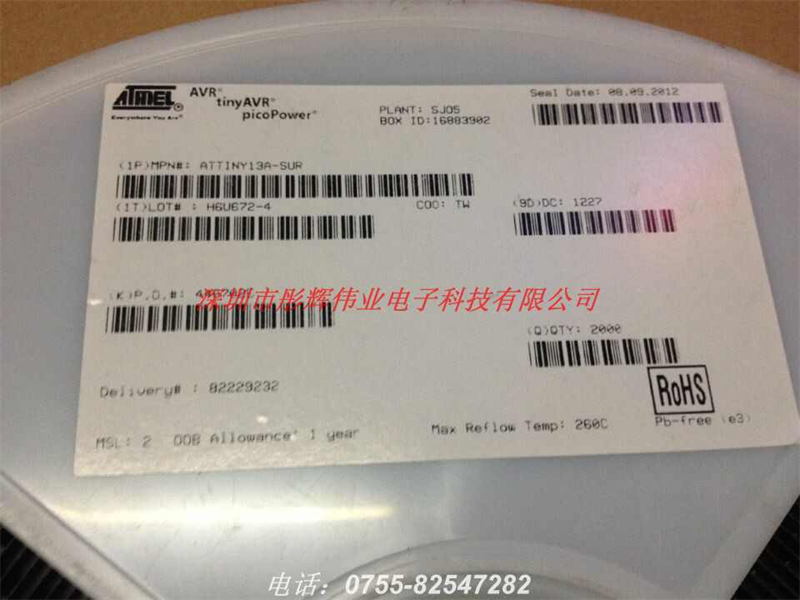 ATMEL®
Everywhere You Are®
AVR®
tinyAVR®
picoPower®
PLANT: SJ05
BOX ID:16883902
Seal Date: 08.09.2012
(1P)MPN#: ATTINY13A-SUR
(1T)LOT# : H6U672-4
COO: TW
(9D)DC: 1227
(K)P.O.#:
深圳市彤辉伟业电子科技有限公司
(Q)QTY: 2000
Delivery# : 82229232
RoHS
MSL: 2 OOB Allowance: 1 year
Max Reflow Temp: 260C
Pb-free (e3)
电话：0755-82547282